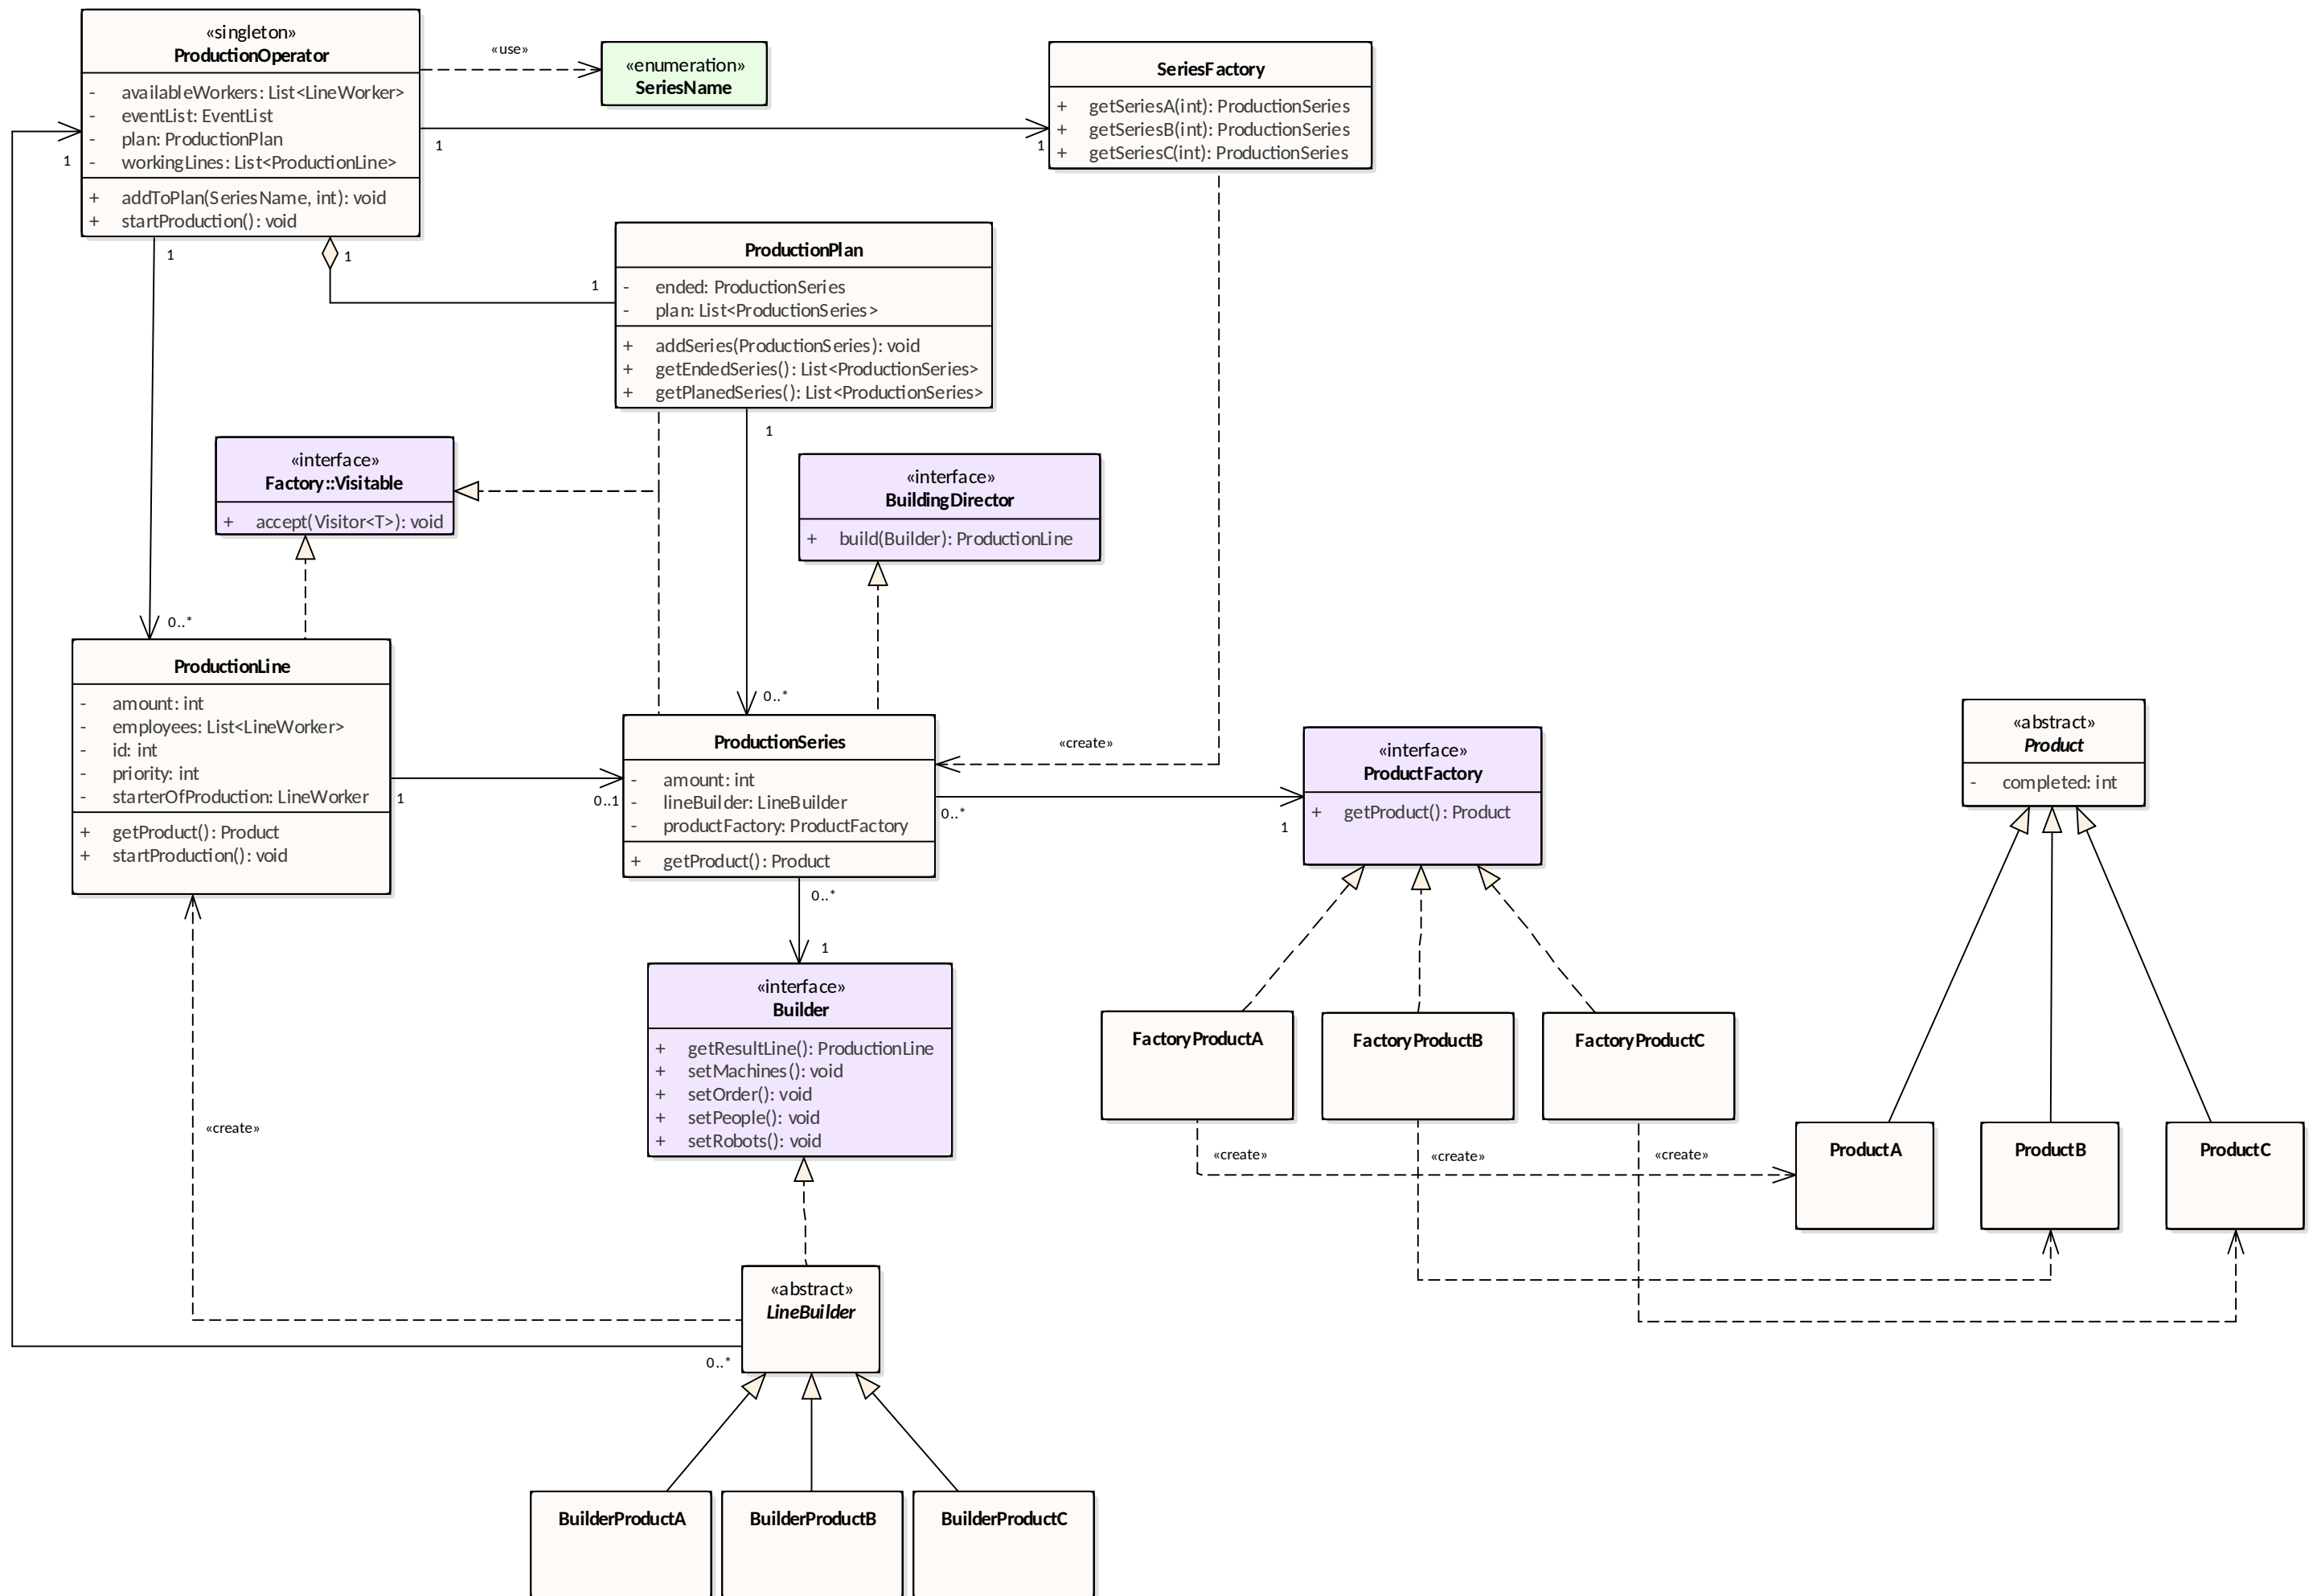 «singleton»
ProductionOperator
- availableWorkers: List<LineWorker>
- eventList: EventList
- plan: ProductionPlan
- workingLines: List<ProductionLine>
+ addToPlan(SeriesName, int): void
+ startProduction(): void
«use»
«enumeration»
SeriesName
SeriesFactory
+ getSeriesA(int): ProductionSeries
+ getSeriesB(int): ProductionSeries
+ getSeriesC(int): ProductionSeries
1
1
1
1
1
1
ProductionPlan
- ended: ProductionSeries
- plan: List<ProductionSeries>
+ addSeries(ProductionSeries): void
+ getEndedSeries(): List<ProductionSeries>
+ getPlanedSeries(): List<ProductionSeries>
1
«interface»
Factory::Visitable
+ accept(Visitor<T>): void
«interface»
BuildingDirector
+ build(Builder): ProductionLine
0..*
0..*
ProductionLine
- amount: int
- employees: List<LineWorker>
- id: int
- priority: int
- starterOfProduction: LineWorker
+ getProduct(): Product
+ startProduction(): void
1
0..1
ProductionSeries
- amount: int
- lineBuilder: LineBuilder
- productFactory: ProductFactory
+ getProduct(): Product
«create»
0..*
1
«interface»
ProductFactory
+ getProduct(): Product
«abstract»
Product
- completed: int
0..*
1
«interface»
Builder
+ getResultLine(): ProductionLine
+ setMachines(): void
+ setOrder(): void
+ setPeople(): void
+ setRobots(): void
FactoryProductA
FactoryProductB
FactoryProductC
«create»
«create»
«create»
«create»
ProductA
ProductB
ProductC
«abstract»
LineBuilder
0..*
BuilderProductA
BuilderProductB
BuilderProductC